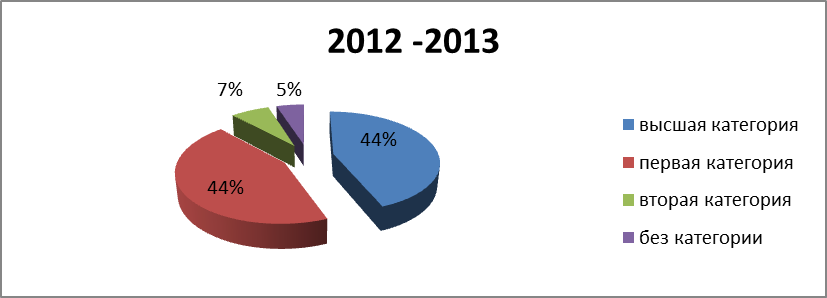 2012 -2013
7%
5%
44%
44%
высшая категория
первая категория
вторая категория
без категории